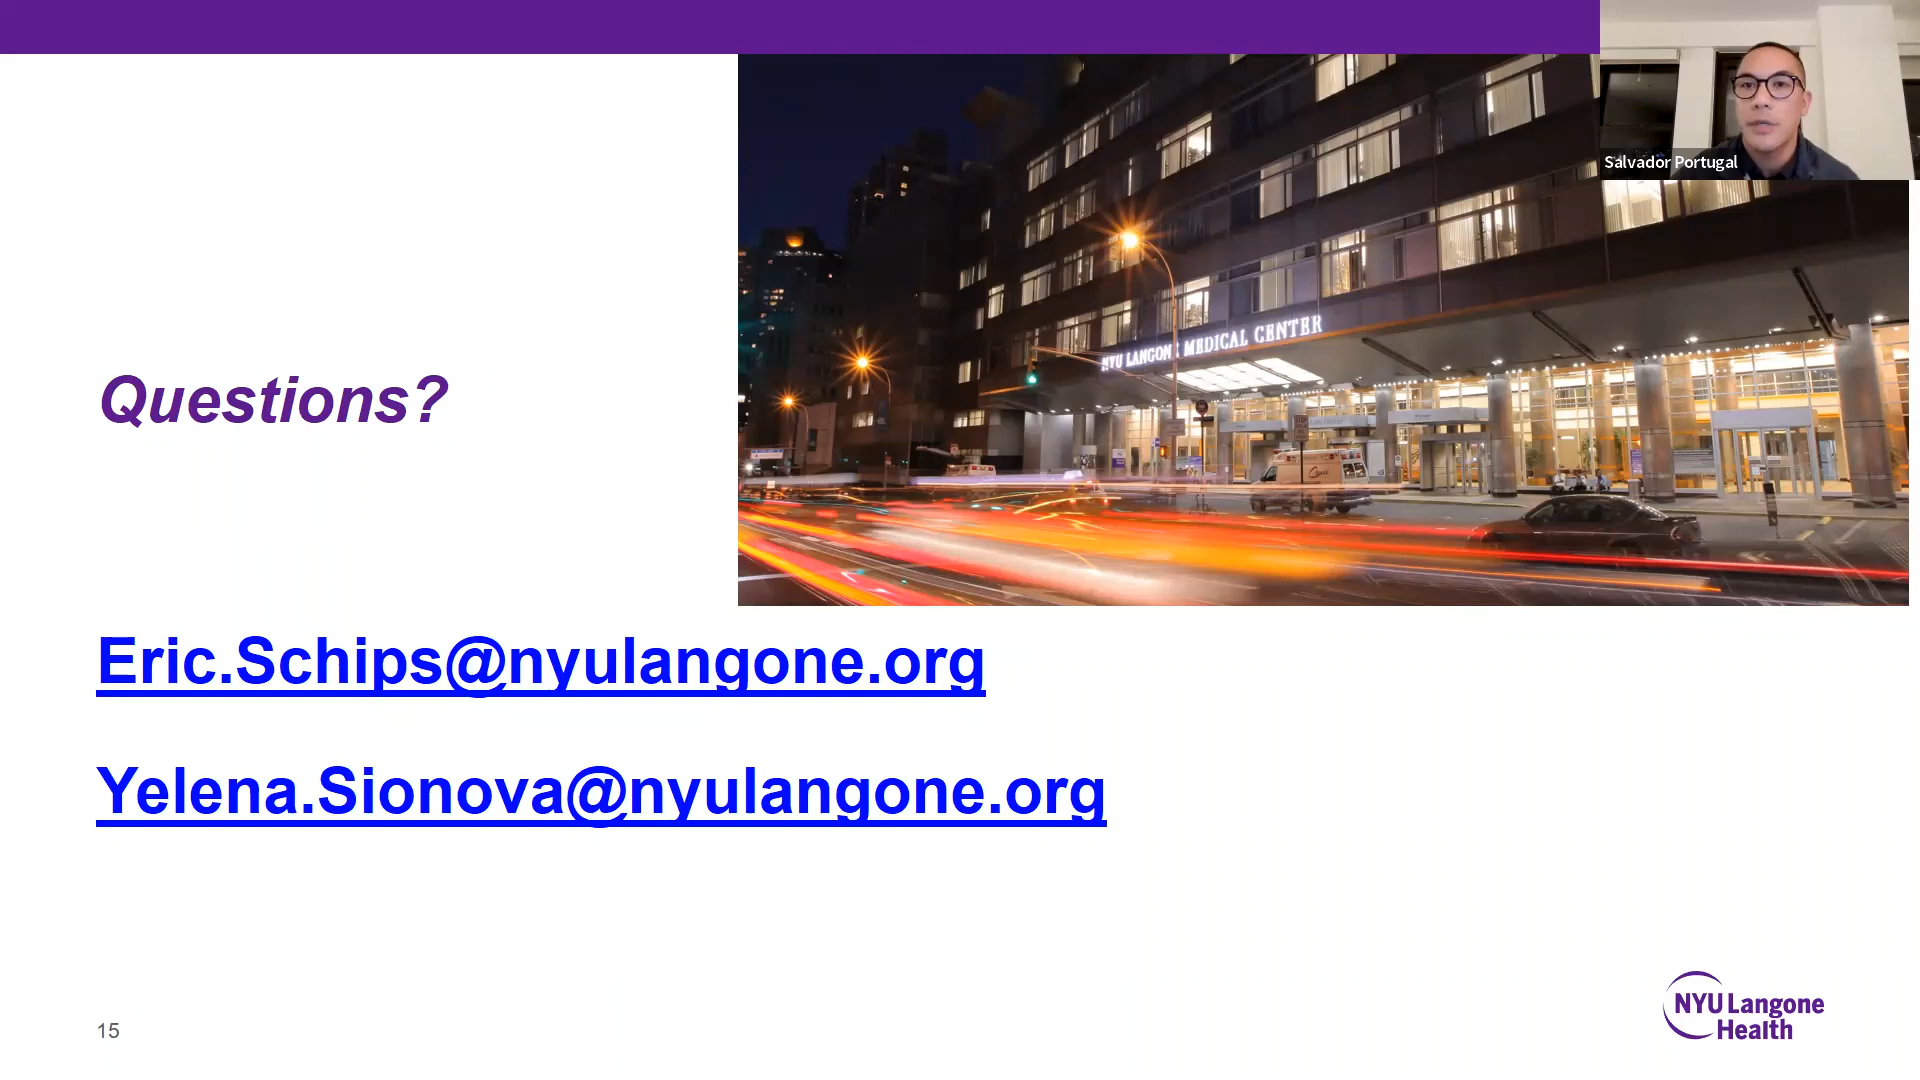 Salvador Portugal
NYU LANGONE MEDICAL CENTER
Questions?
Eric.Schips@nyulangone.org
Yelena.Sionova@nyulangone.org
15
NYU Langone
Health